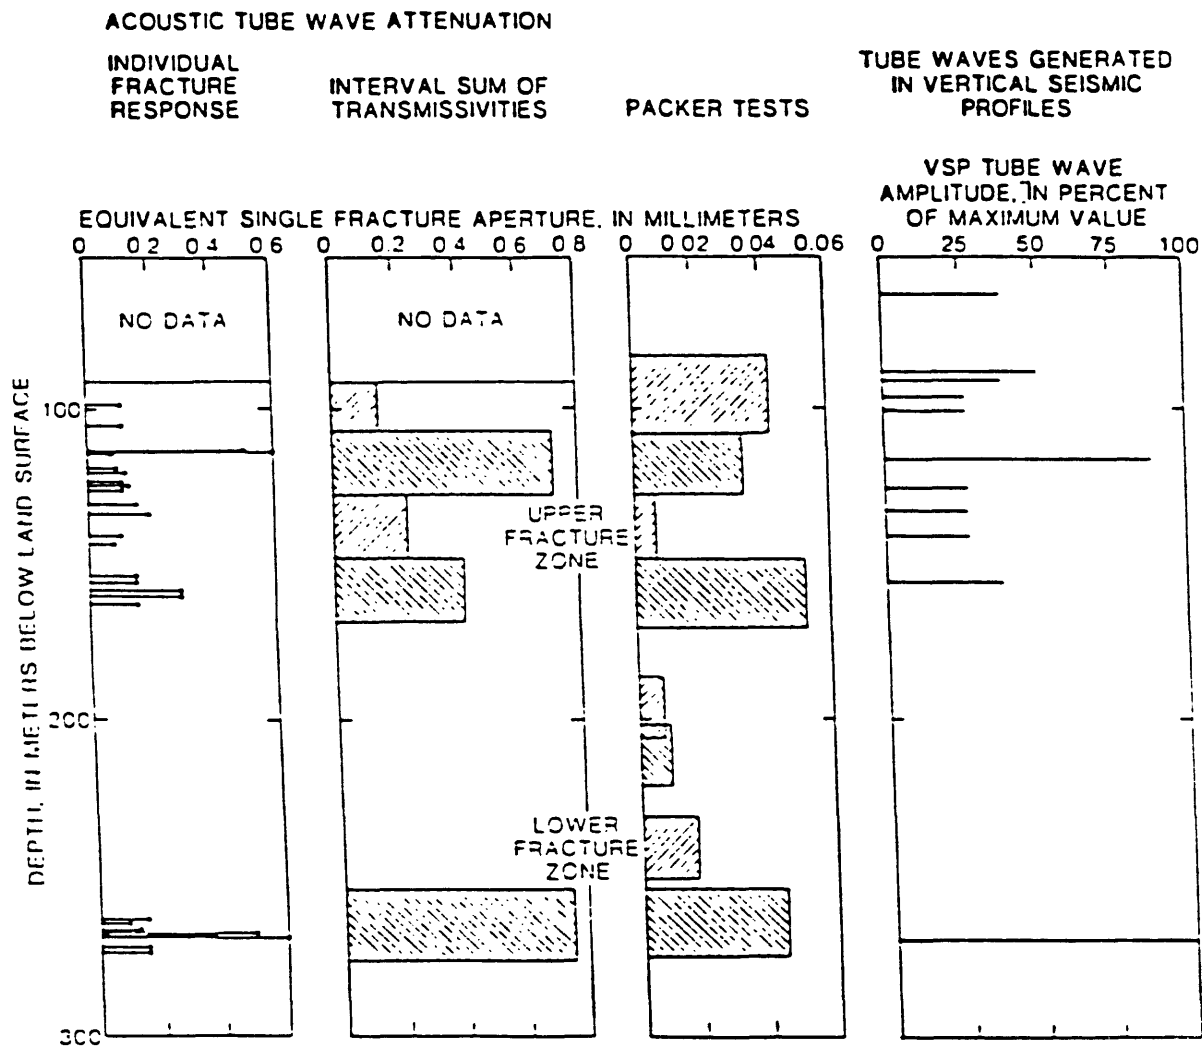 ACOUSTIC TUBE WAVE ATTENUATION
INDIVIDUAL
FRACTURE
RESPONSE
INTERVAL SUM OF
TRANSMISSIVITIES
PACKER TESTS
TUBE WAVES GENERATED
IN VERTICAL SEISMIC
PROFILES
VSP TUBE WAVE
AMPLITUDE, IN PERCENT
OF MAXIMUM VALUE
EQUIVALENT SINGLE FRACTURE APERTURE, IN MILLIMETERS
0 0 2 0 4 0 6
0 0.2 0 4 0 6 0 8
0 0 02 0 04 0.06
0 25 50 75 100
NO DATA
NO DATA
DEPTH, IN METERS BELOW LAND SURFACE
100
200
300
UPPER
FRACTURE
ZONE
LOWER
FRACTURE
ZONE